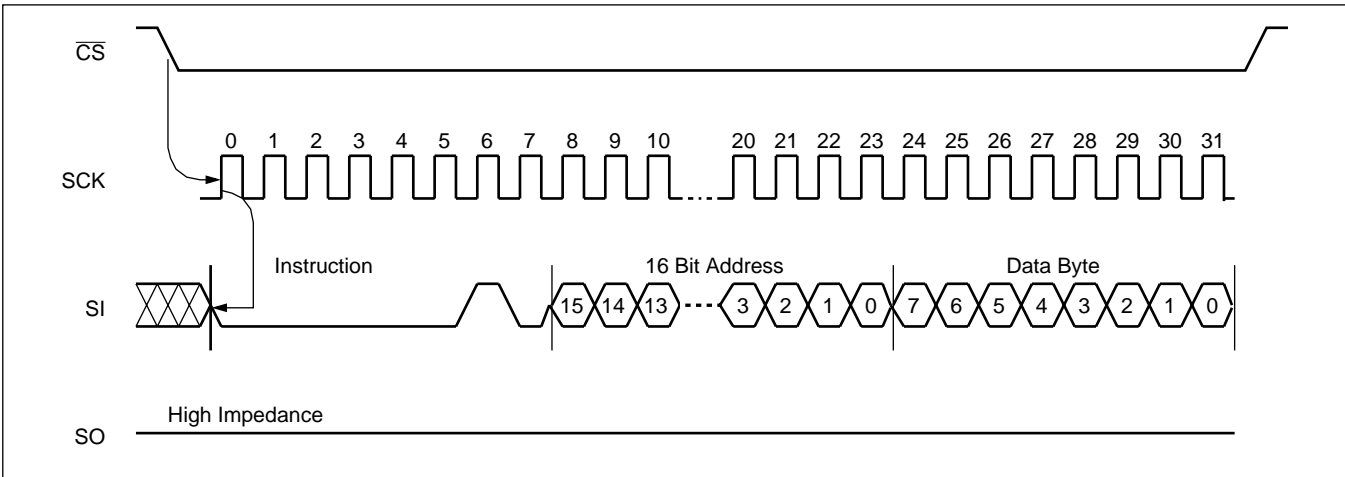 CS
0 1 2 3 4 5 6 7 8 9 10 20 21 22 23 24 25 26 27 28 29 30 31
SCK
Instruction 16 Bit Address Data Byte
SI 15 14 13 3 2 1 0 7 6 5 4 3 2 1 0
High Impedance
SO